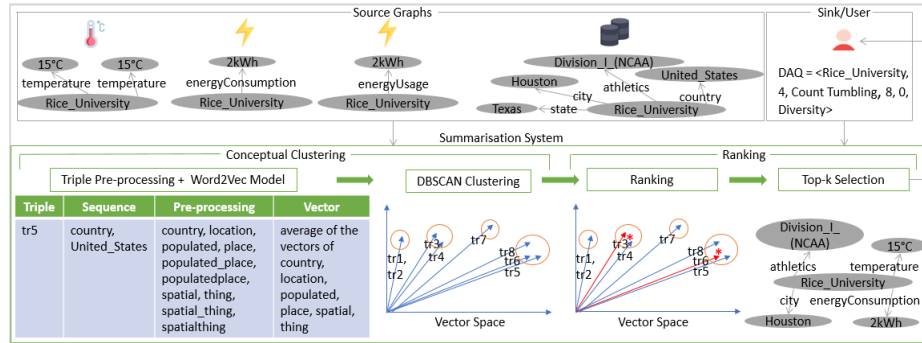 Source Graphs
Sink/User
°C
15°C
15°C
temperature
temperature
Rice_University
2kWh
energyConsumption
Rice_University
2kWh
energyUsage
Rice_University
Division_I_(NCAA)
Houston
United_States
athletics
city
country
Texas
state
Rice_University
DAQ = <Rice_University,
4, Count Tumbling, 8, 0,
Diversity>
Summarisation System
Conceptual Clustering
Ranking
Triple Pre-processing + Word2Vec Model
DBSCAN Clustering
Ranking
Top-k Selection
Triple
Sequence
Pre-processing
Vector
tr5
country,
United_States
country, location,
populated, place,
populated_place,
populatedplace,
spatial, thing,
spatial_thing,
spatialthing
average of the
vectors of
country,
location,
populated,
place, spatial,
thing
tr1,
tr2
tr3
tr4
tr7
tr8
tr6
tr5
Vector Space
tr1,
tr2
tr3
*
tr4
tr7
tr8
*
tr6
tr5
Vector Space
Division_I_
(NCAA)
15°C
athletics
temperature
Rice_University
city
energyConsumption
Houston
2kWh